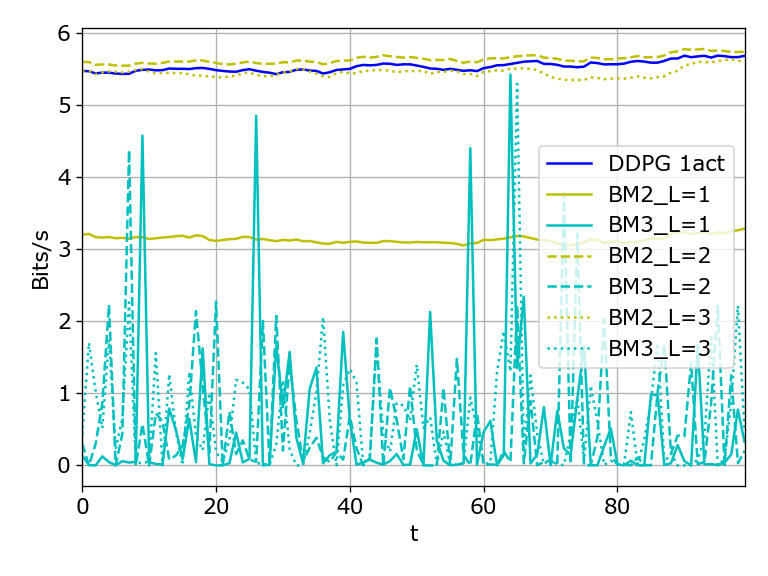 6
5
4
3
2
1
0
Bits/s
DDPG 1act
BM2_L=1
BM3_L=1
BM2_L=2
BM3_L=2
BM2_L=3
BM3_L=3
0 20 40 60 80
t